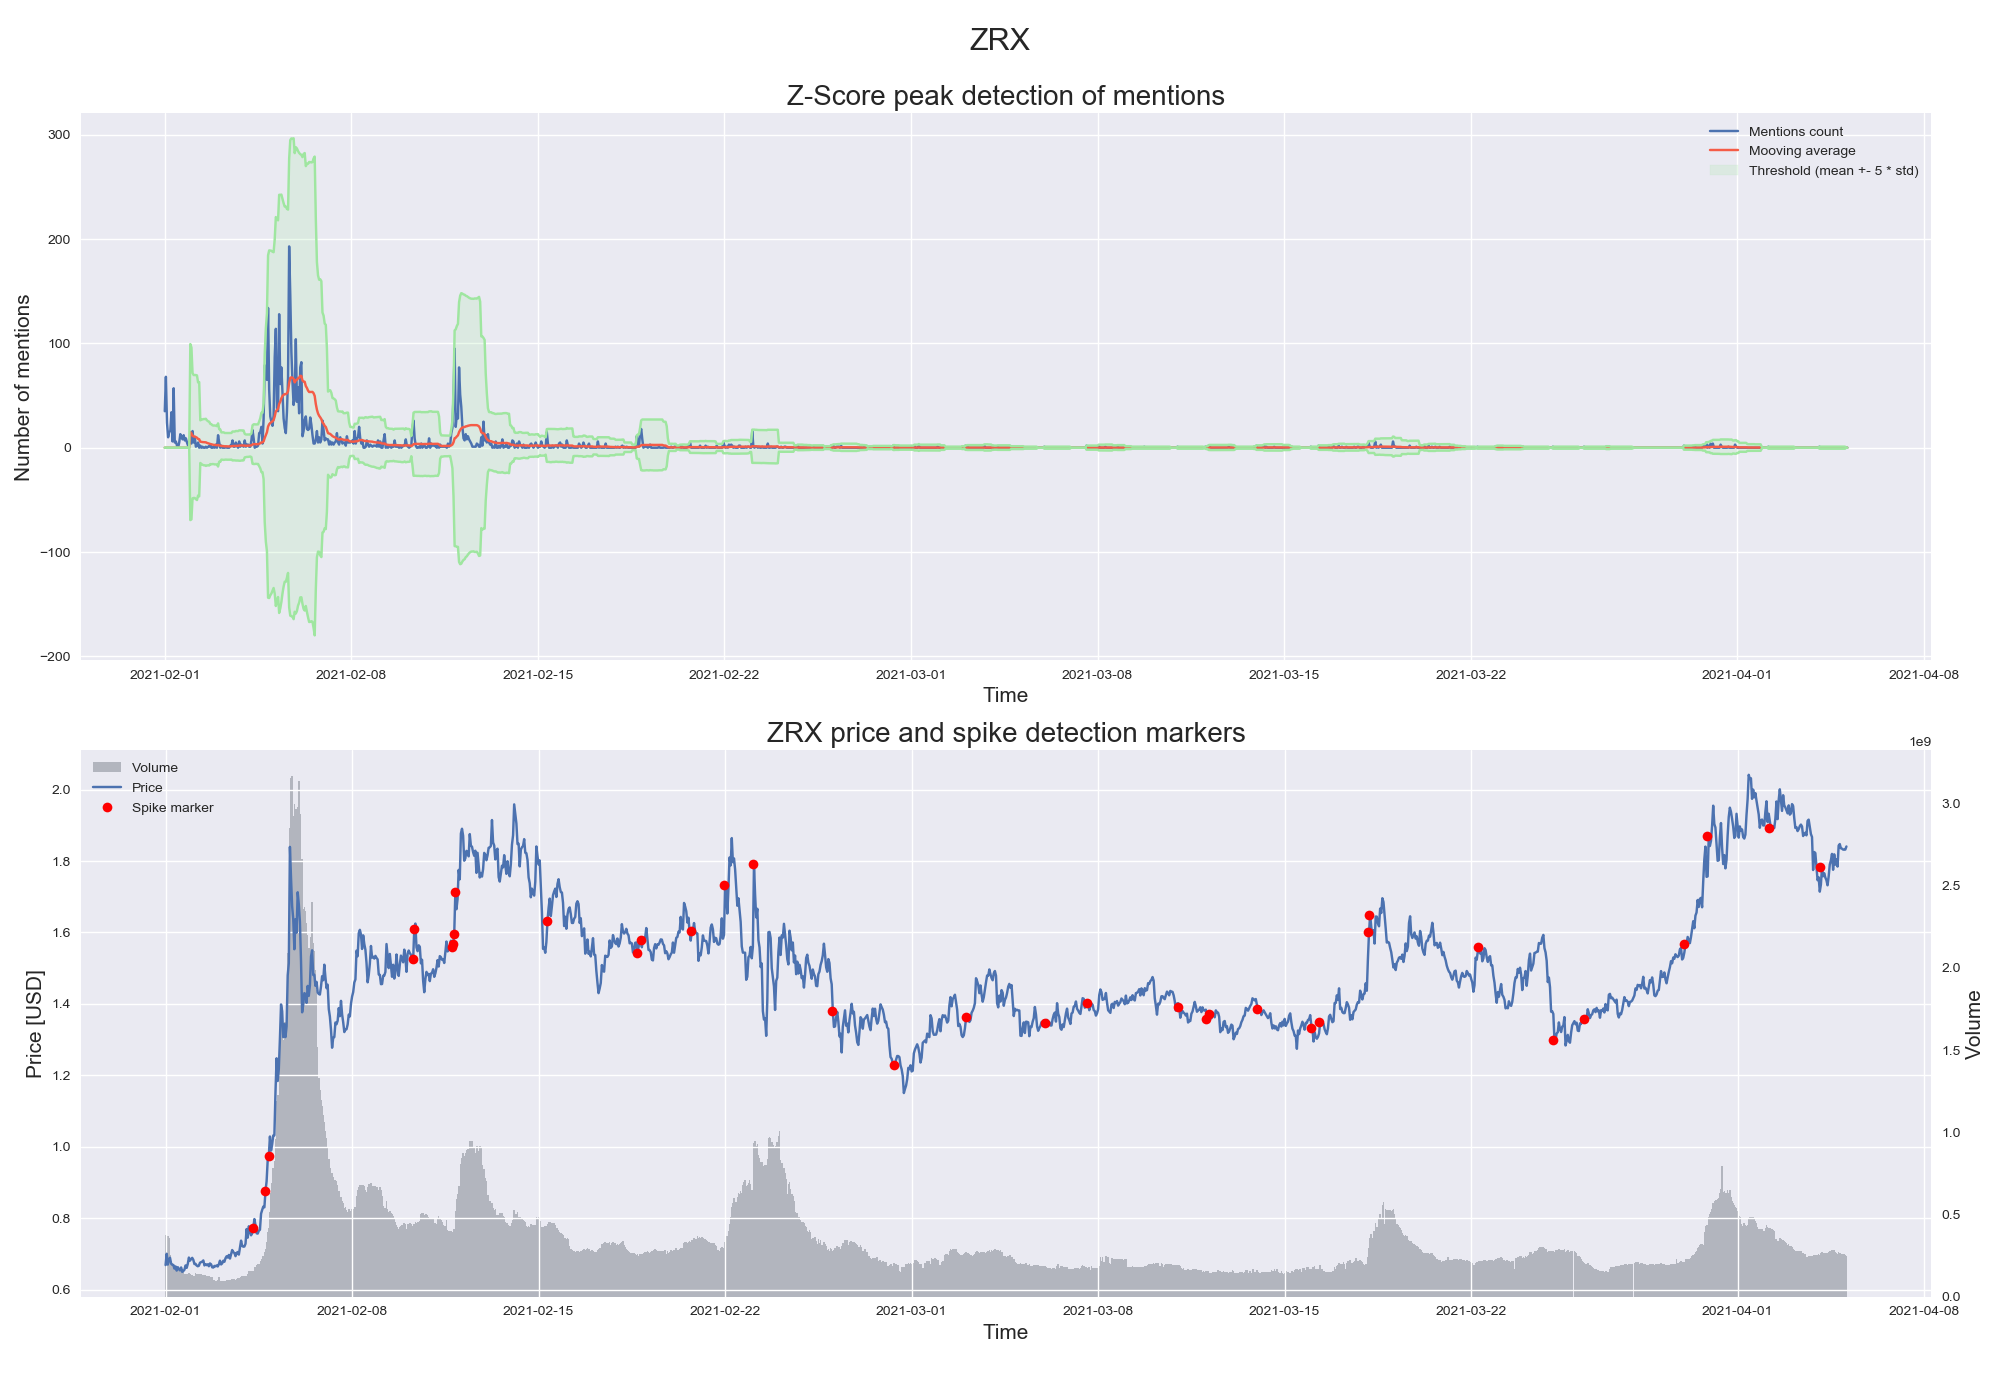 ZRX
Z-Score peak detection of mentions
Mentions count
Mooving average
Threshold (mean +- 5 * std)
300
200
100
0
−100
−200
Number of mentions
2021-02-01 2021-02-08 2021-02-15 2021-02-22 2021-03-01 2021-03-08 2021-03-15 2021-03-22 2021-04-01 2021-04-08
Time
ZRX price and spike detection markers
1e9
Volume
Price
Spike marker
2.0
1.8
1.6
1.4
1.2
1.0
0.8
0.6
Price [USD]
3.0
2.5
2.0
1.5
1.0
0.5
0.0
Volume
2021-02-01 2021-02-08 2021-02-15 2021-02-22 2021-03-01 2021-03-08 2021-03-15 2021-03-22 2021-04-01 2021-04-08
Time